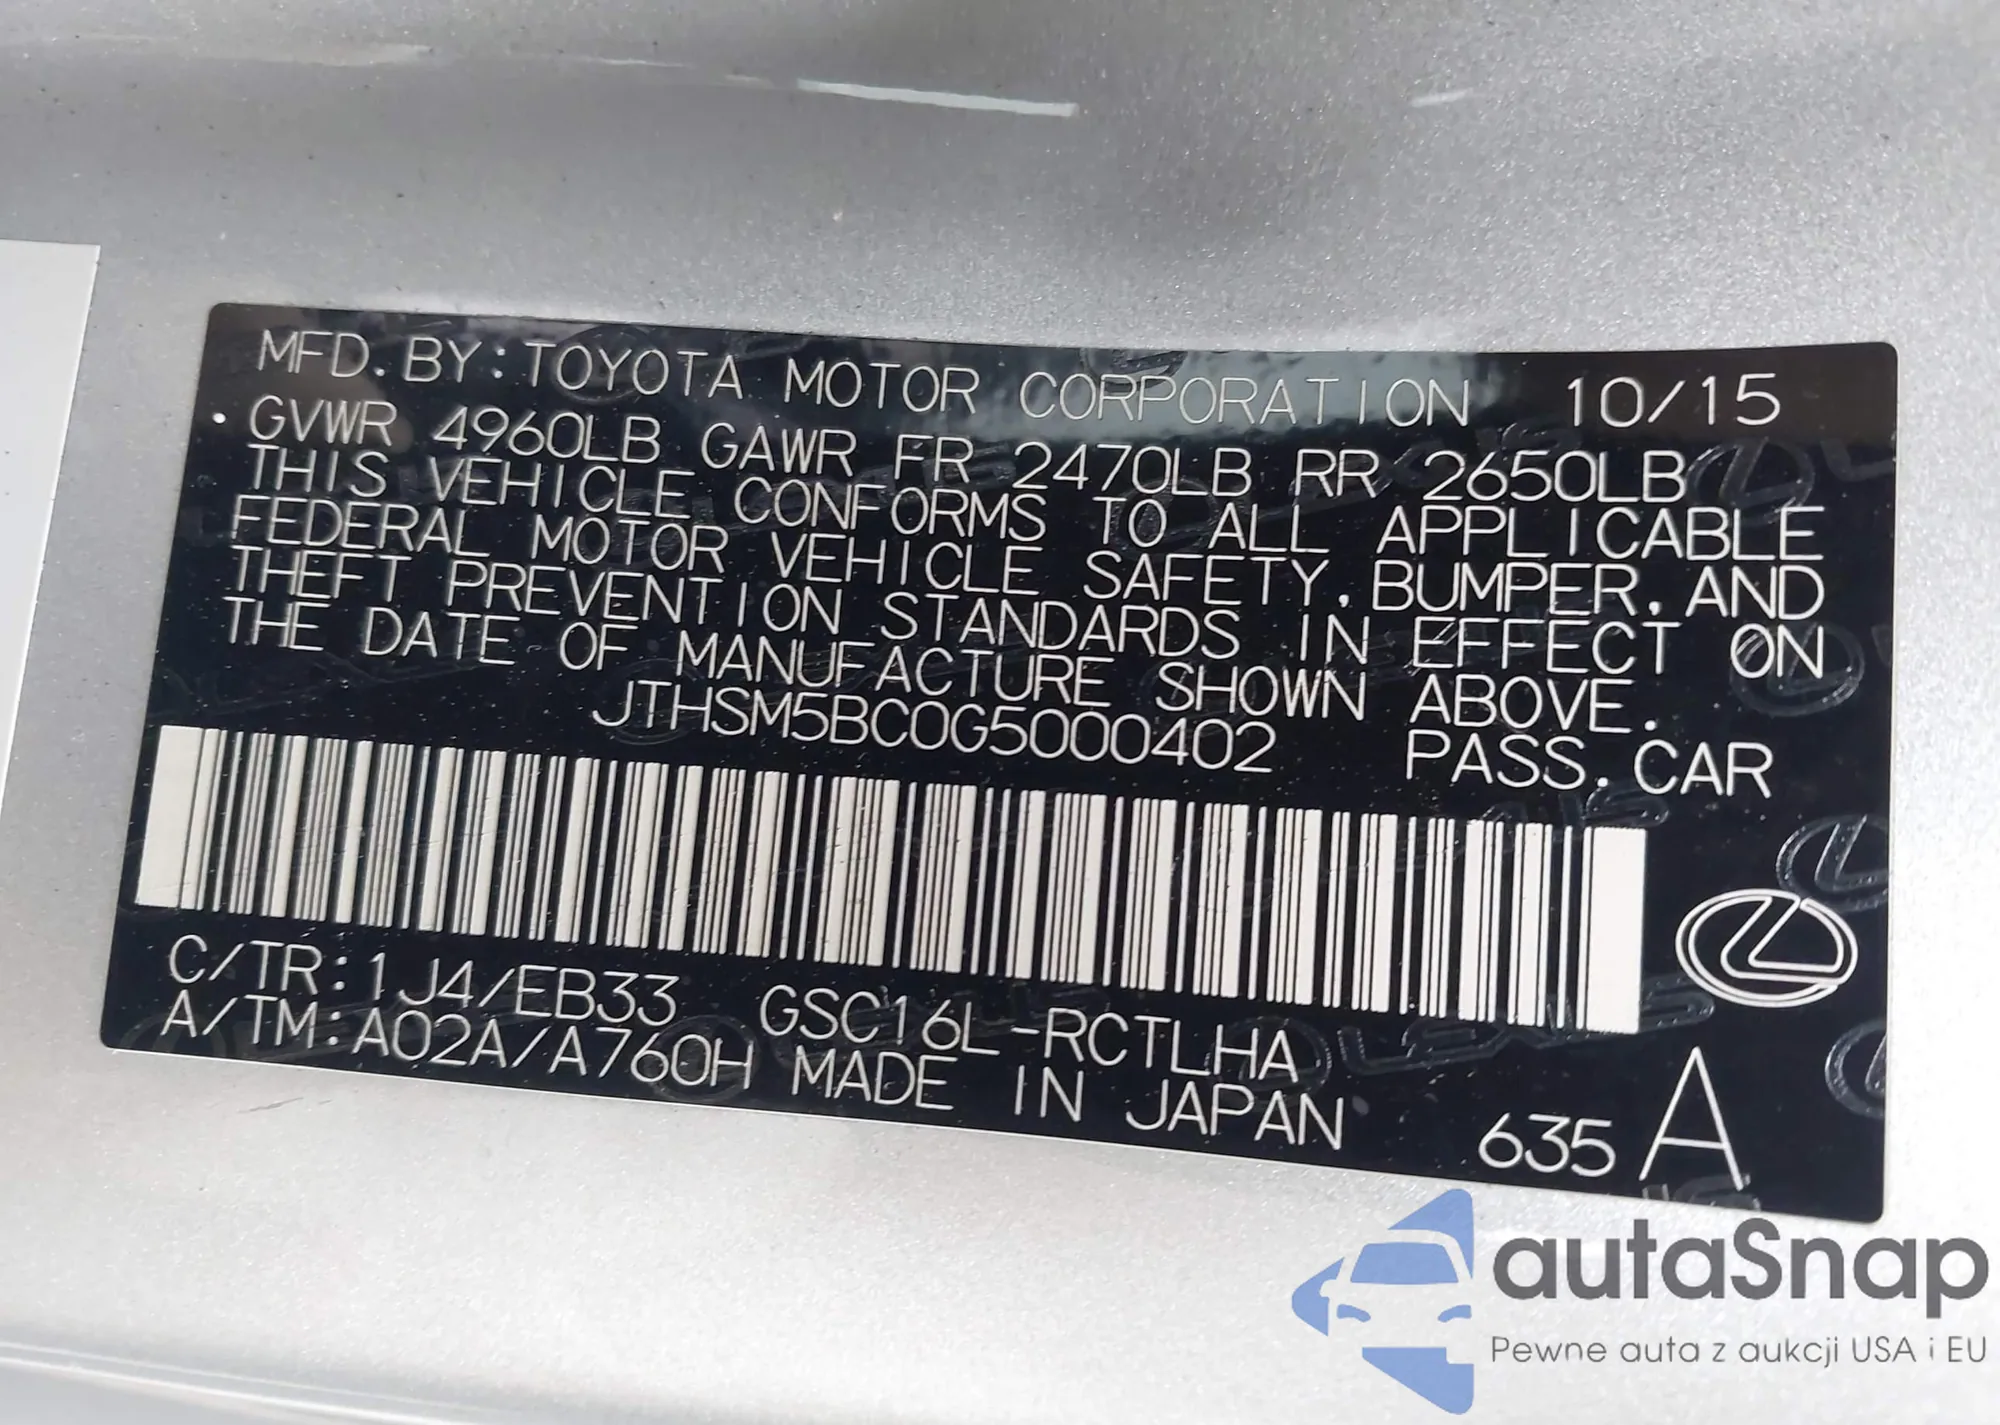 MFD. BY: TOYOTA MOTOR CORPORATION 10/15
• GVWR 4960LB GAWR FR 2470LB RR 2650LB
THIS VEHICLE CONFORMS TO ALL APPLICABLE
FEDERAL MOTOR VEHICLE SAFETY, BUMPER, AND
THEFT PREVENTION STANDARDS IN EFFECT ON
THE DATE OF MANUFACTURE SHOWN ABOVE.
JTHSM5BC0G5000402 PASS. CAR
C/TR: 1J4/EB33 GSC16L-RCTLHA
A/TM: A02A/A760H MADE IN JAPAN 635 A
autaSnap
Pewne auta z aukcji USA i EU